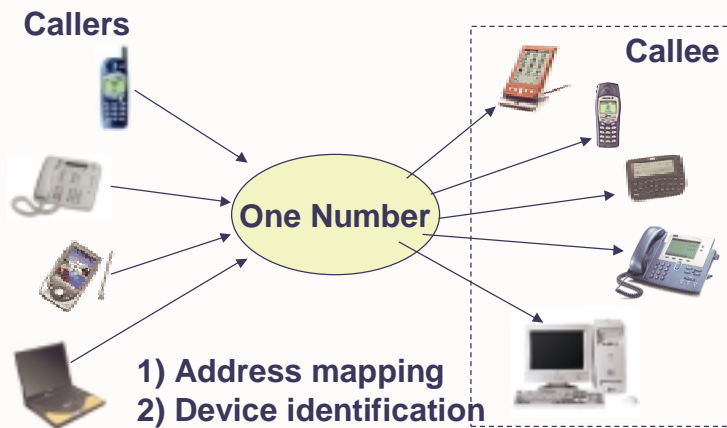 Callers
Callee
One Number
1) Address mapping
2) Device identification